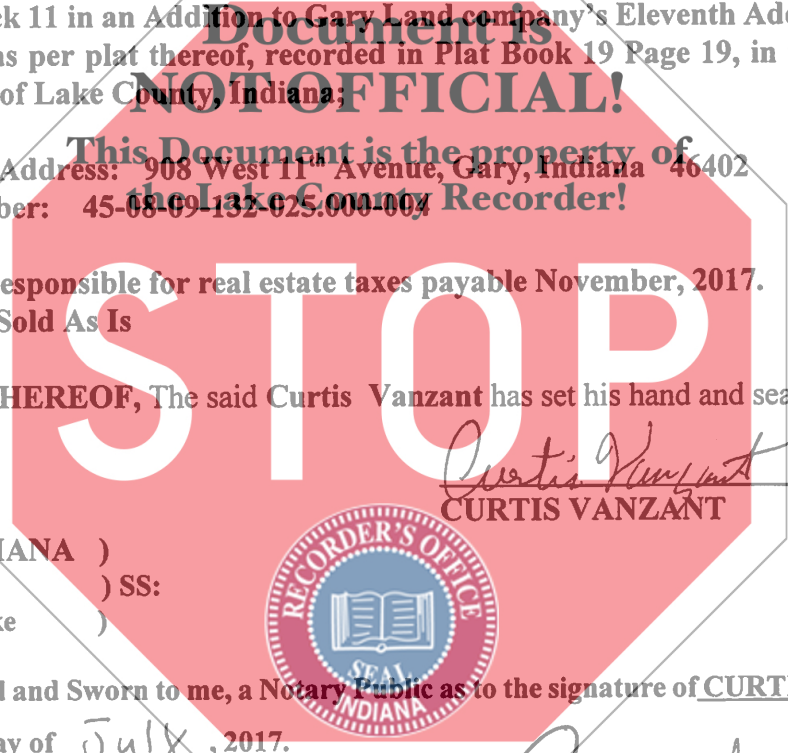 ck 11 in an Addition to Gary Land company's Eleventh Add
Document is
as per plat thereof, recorded in Plat Book 19 Page 19, in
NOT OFFICIAL!
of Lake County, Indiana;
This Document is the property of
Address: 908 West 11th Avenue, Gary, Indiana 46402
the Lake County Recorder!
ber: 45-08-09-132-025.000-004
esponsible for real estate taxes payable November, 2017.
Sold As Is
STOP
HEREOF, The said Curtis Vanzant has set his hand and sea
Curtis Vanzant
CURTIS VANZANT
IANA )
) SS:
ke )
RECORDER'S OFFICE
SEAL
INDIANA
d and Sworn to me, a Notary Public as to the signature of CURTI
ay of July, 2017.